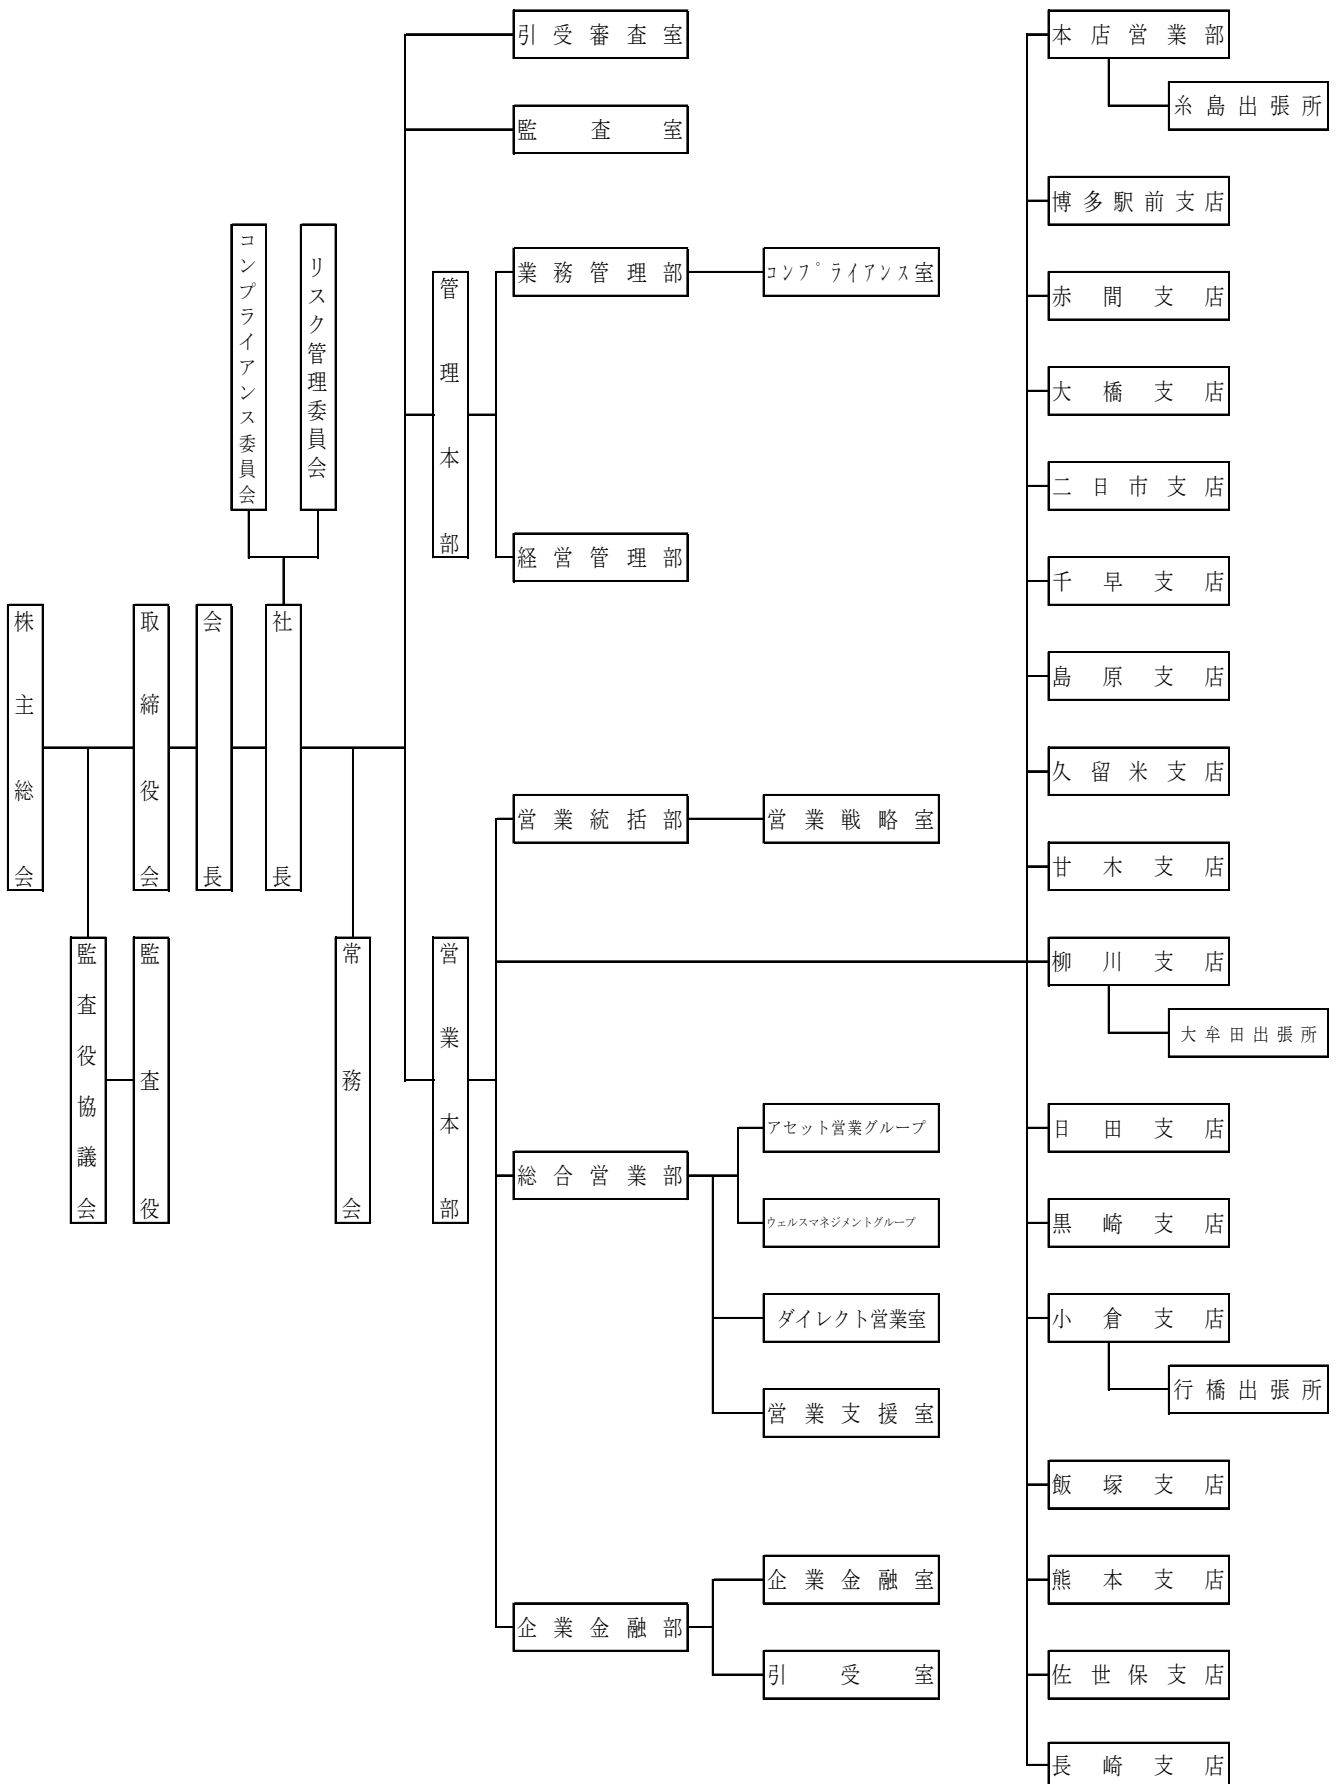 株主総会
監査役協議会
監査役
取締役会
会長
社長
コンプライアンス委員会
リスク管理委員会
常務会
引受審査室
監査室
管理本部
業務管理部
コンプライアンス室
経営管理部
営業本部
営業統括部
営業戦略室
総合営業部
アセット営業グループ
ウェルスマネジメントグループ
ダイレクト営業室
営業支援室
企業金融部
企業金融室
引受室
本店営業部
糸島出張所
博多駅前支店
赤間支店
大橋支店
二日市支店
千早支店
島原支店
久留米支店
甘木支店
柳川支店
大牟田出張所
日田支店
黒崎支店
小倉支店
行橋出張所
飯塚支店
熊本支店
佐世保支店
長崎支店